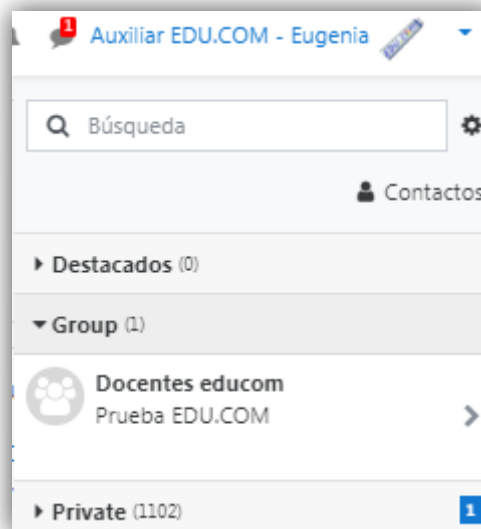 1
Auxiliar EDU.COM - Eugenia
Búsqueda
Contactos
Destacados (0)
Group (1)
Docentes educom
Prueba EDU.COM
Private (1102) 1